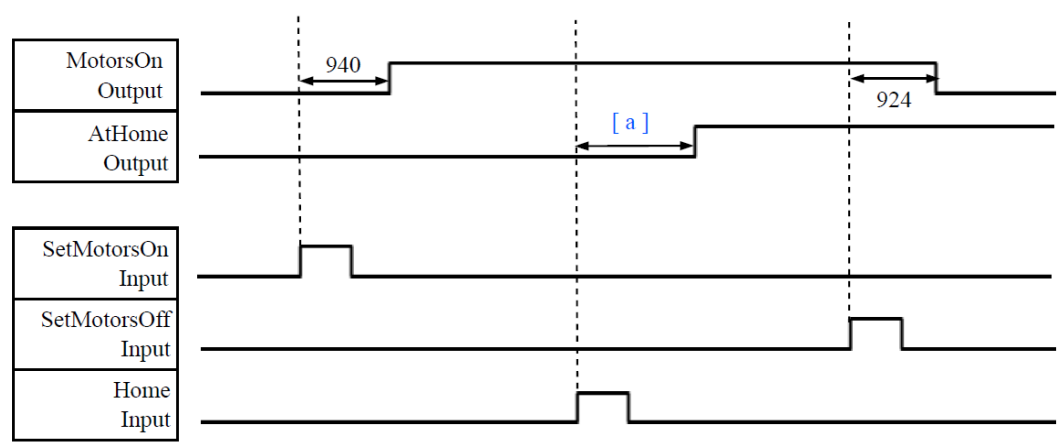 MotorsOn
Output
940
924
AtHome
Output
[ a ]
SetMotorsOn
Input
SetMotorsOff
Input
Home
Input